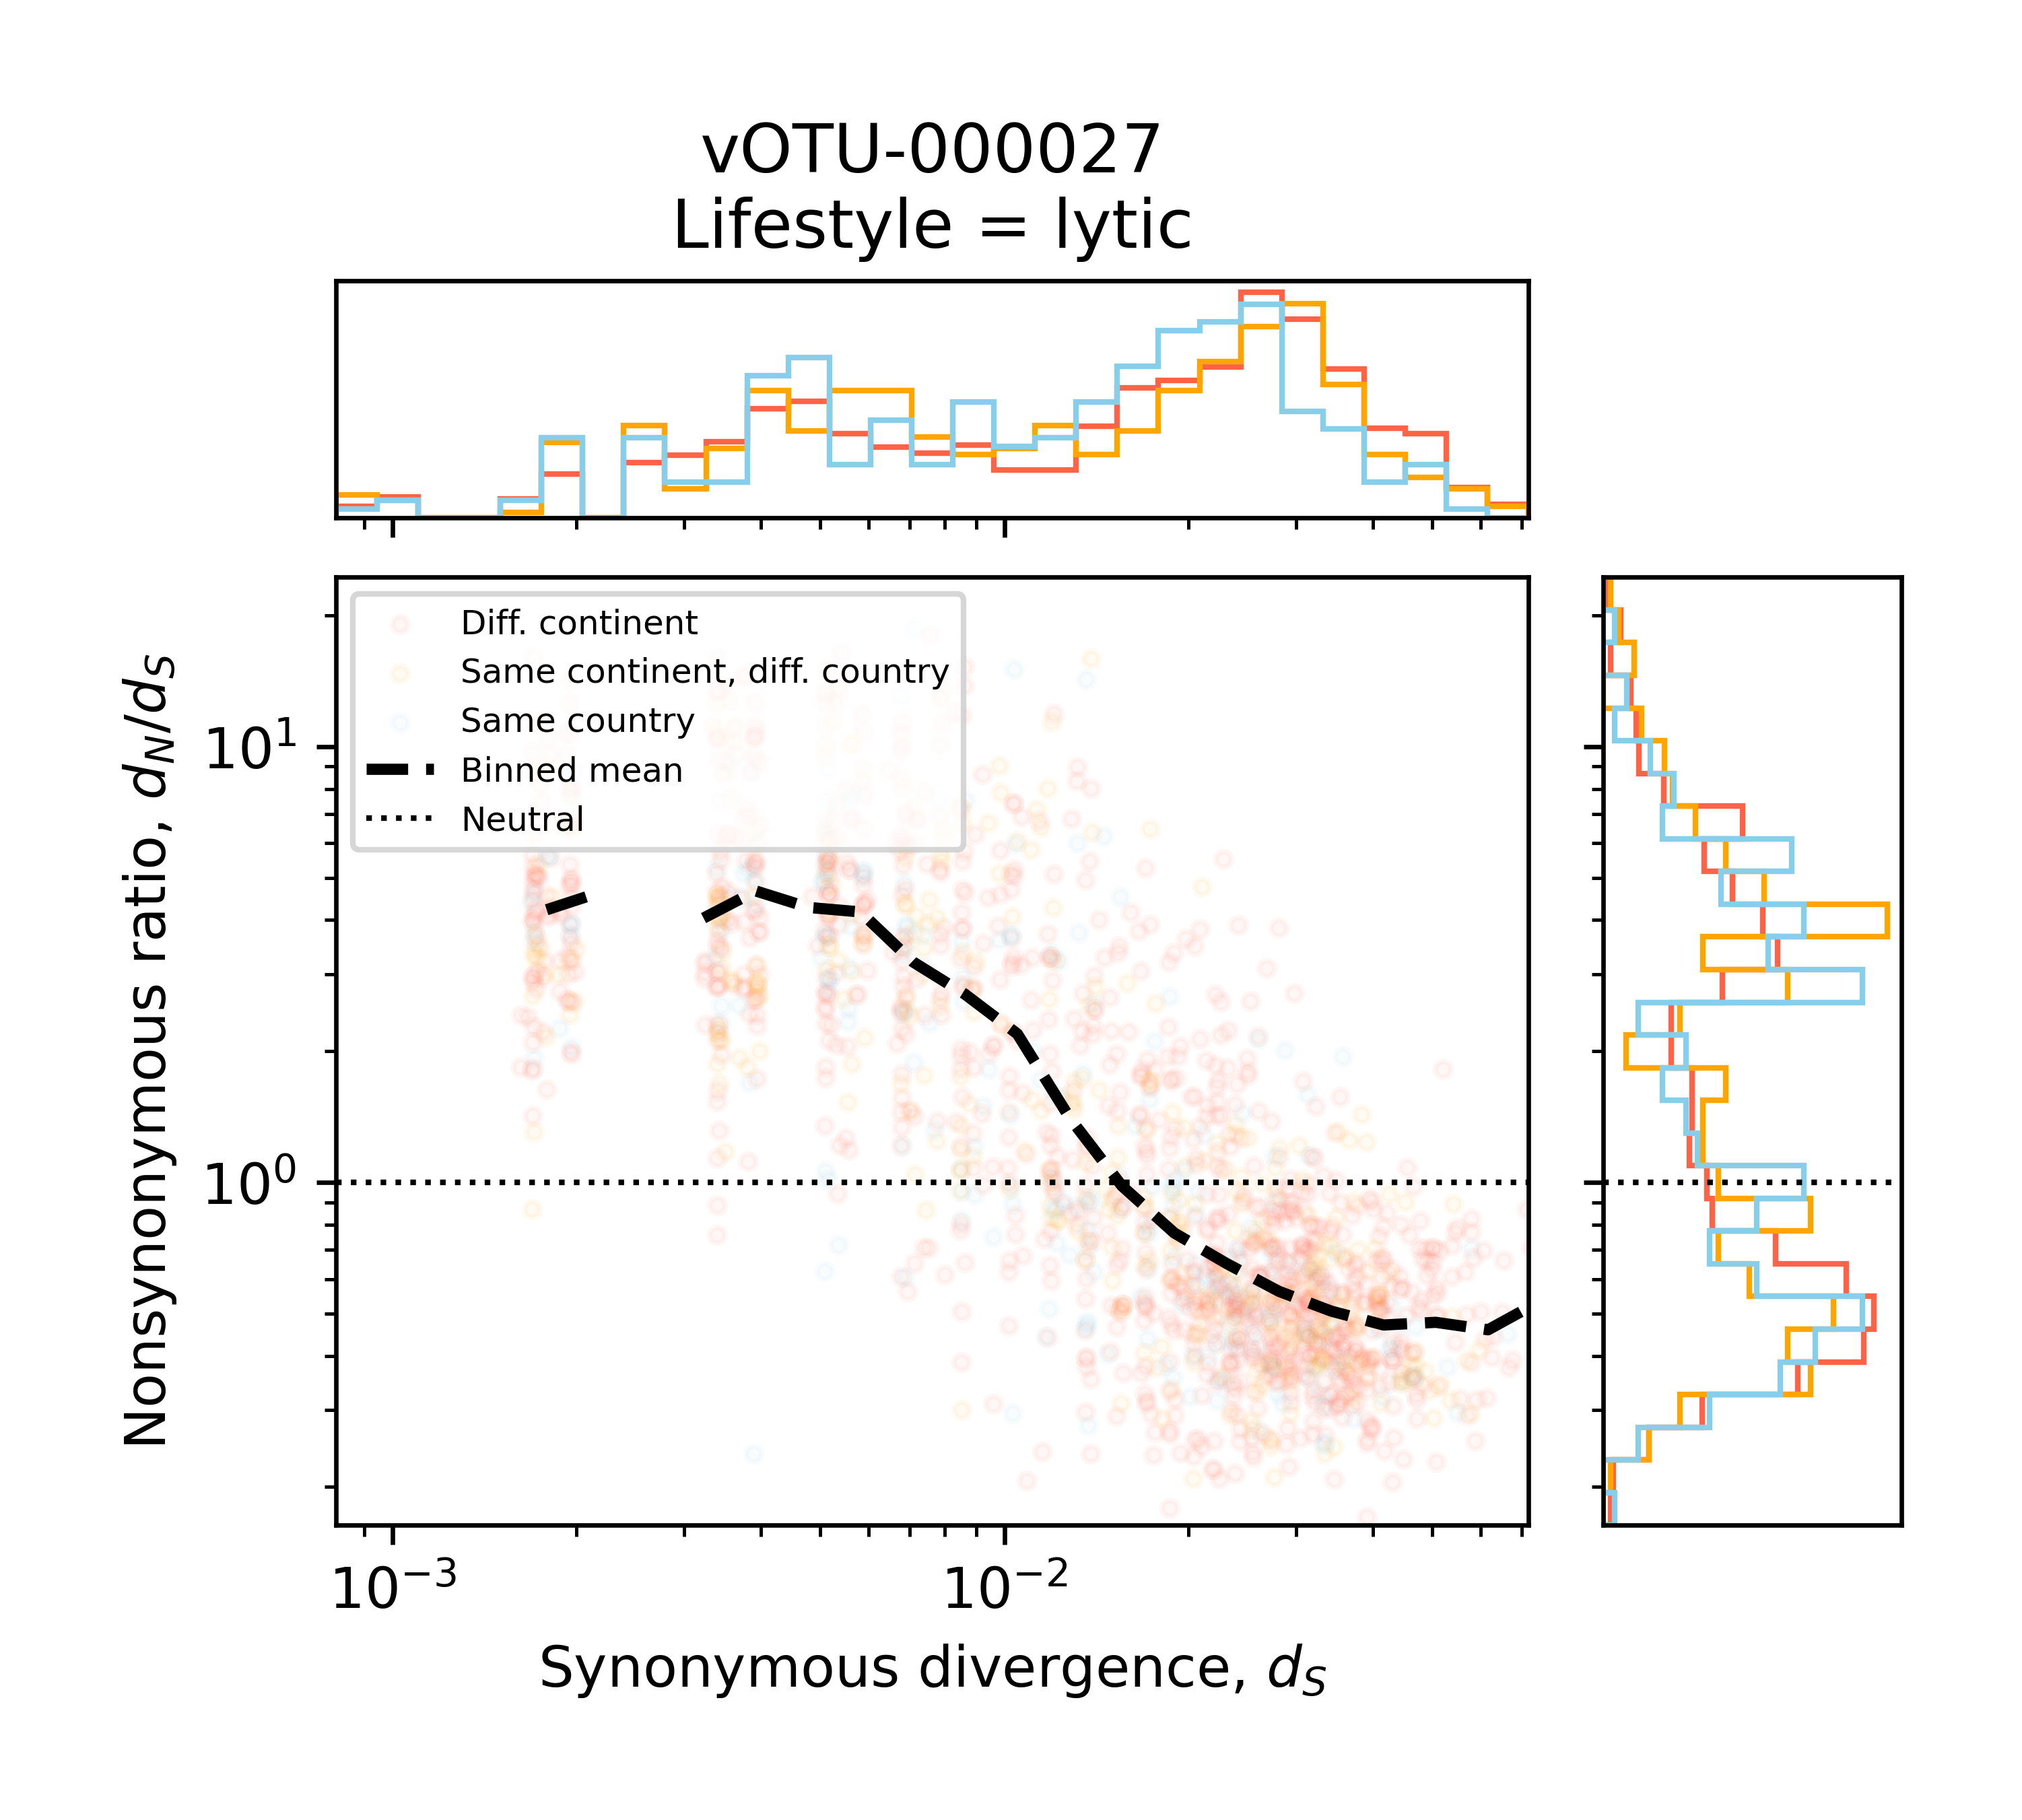 vOTU-000027
Lifestyle = lytic
Diff. continent
Same continent, diff. country
Same country
Binned mean
Neutral
10¹
10⁰
Nonsynonymous ratio, d_N/d_S
10⁻³
10⁻²
Synonymous divergence, d_S